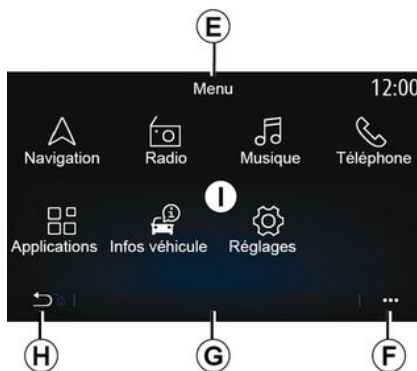 E
Menu 12:00
Navigation Radio Musique Téléphone
I
Applications Infos véhicule Réglages
H G F